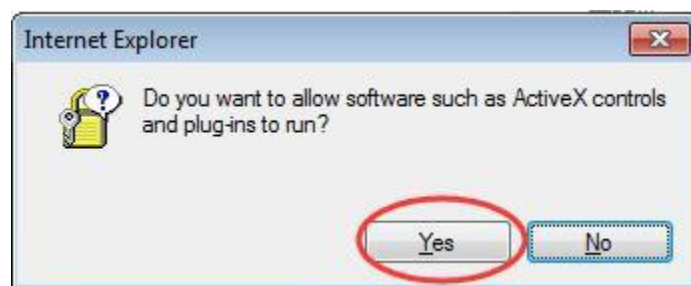 Internet Explorer
Do you want to allow software such as ActiveX controls
and plug-ins to run?
Yes
No